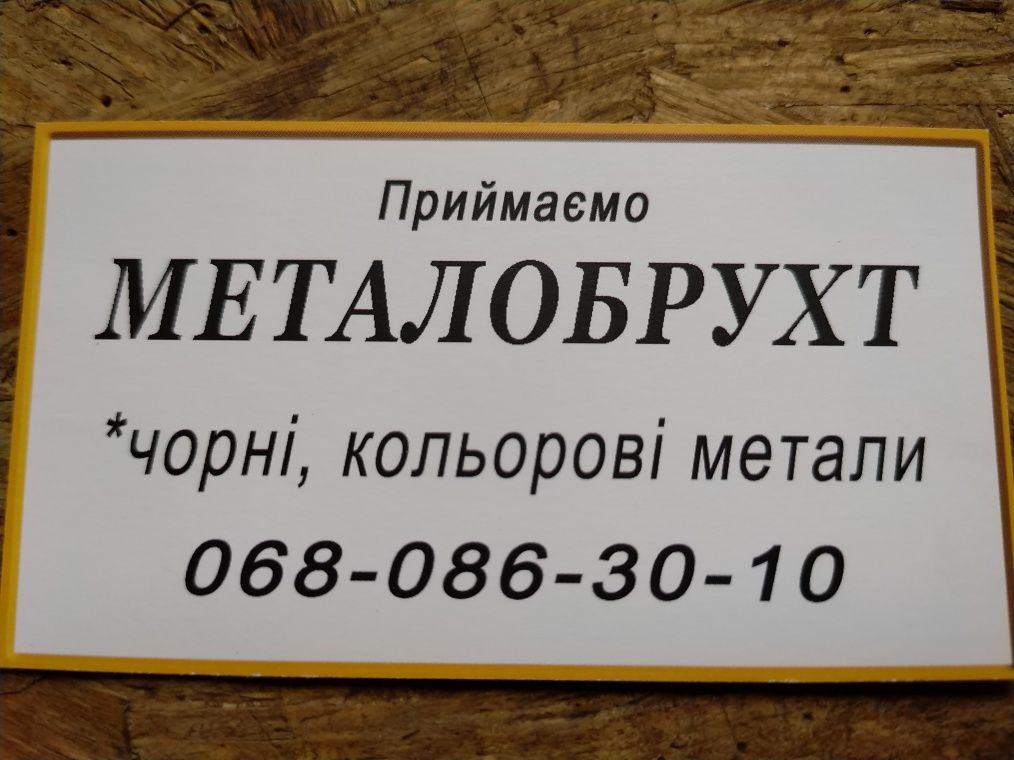 Приймаємо
МЕТАЛОБРУХТ
*чорні, кольорові метали
068-086-30-10